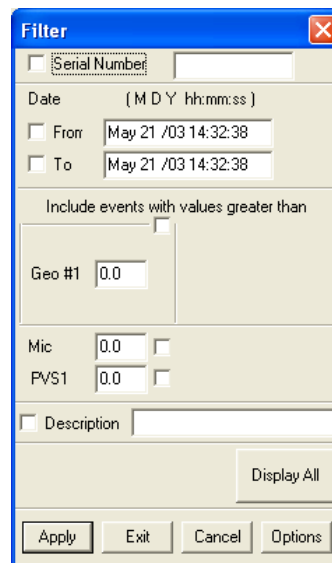 Filter
Serial Number
Date ( M D Y hh:mm:ss )
From May 21 /03 14:32:38
To May 21 /03 14:32:38
Include events with values greater than
Geo #1 0.0
Mic 0.0
PVS1 0.0
Description
Display All
Apply Exit Cancel Options